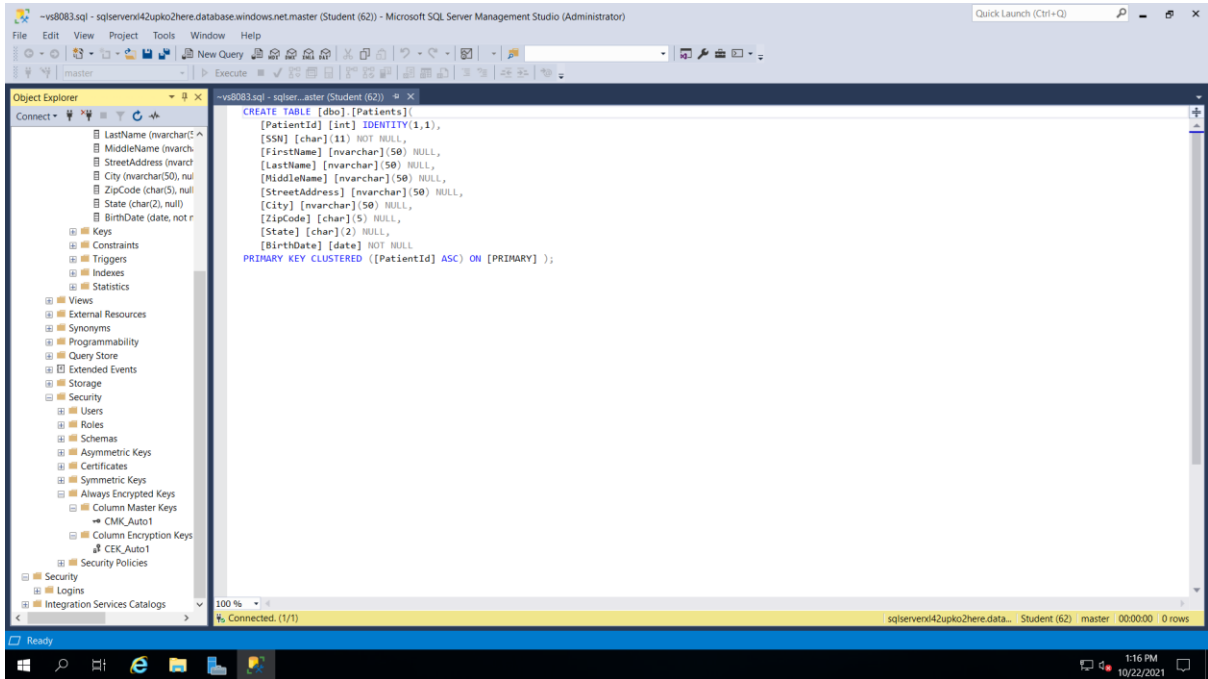 ~vs8083.sql - sqlserverxl42upko2here.database.windows.net.master (Student (62)) - Microsoft SQL Server Management Studio (Administrator)
Quick Launch (Ctrl+Q)
File Edit View Project Tools Window Help
New Query
master
Execute
Object Explorer
~vs8083.sql - sqlser...aster (Student (62))
Connect
LastName (nvarchar(5
MiddleName (nvarch
StreetAddress (nvarch
City (nvarchar(50), nul
ZipCode (char(5), null
State (char(2), null)
BirthDate (date, not n
Keys
Constraints
Triggers
Indexes
Statistics
Views
External Resources
Synonyms
Programmability
Query Store
Extended Events
Storage
Security
Users
Roles
Schemas
Asymmetric Keys
Certificates
Symmetric Keys
Always Encrypted Keys
Column Master Keys
CMK_Auto1
Column Encryption Keys
CEK_Auto1
Security Policies
Security
Logins
Integration Services Catalogs
CREATE TABLE [dbo].[Patients](
[PatientId] [int] IDENTITY(1,1),
[SSN] [char](11) NOT NULL,
[FirstName] [nvarchar](50) NULL,
[LastName] [nvarchar](50) NULL,
[MiddleName] [nvarchar](50) NULL,
[StreetAddress] [nvarchar](50) NULL,
[City] [nvarchar](50) NULL,
[ZipCode] [char](5) NULL,
[State] [char](2) NULL,
[BirthDate] [date] NOT NULL
PRIMARY KEY CLUSTERED ([PatientId] ASC) ON [PRIMARY] );
100 %
Connected. (1/1)
sqlserverxl42upko2here.data... Student (62) master 00:00:00 0 rows
Ready
1:16 PM
10/22/2021